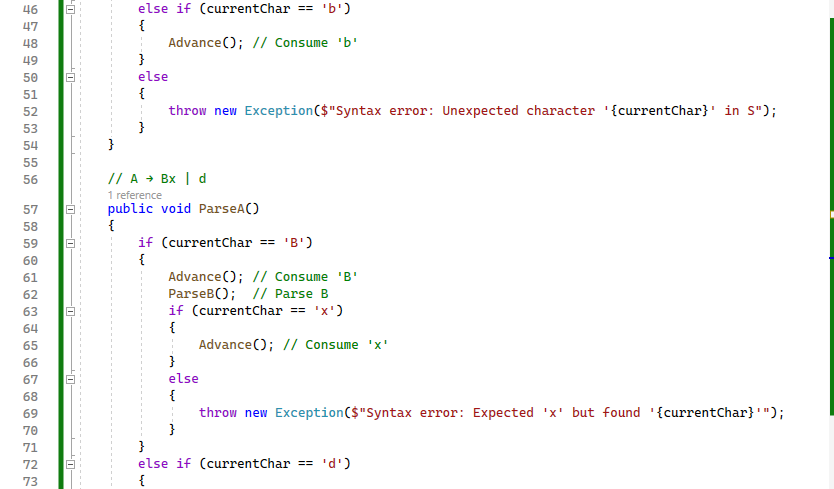 46 else if (currentChar == 'b')
47 {
48 Advance(); // Consume 'b'
49 }
50 else
51 {
52 throw new Exception($"Syntax error: Unexpected character '{currentChar}' in S");
53 }
54 }
55
56 // A → Bx | d
1 reference
57 public void ParseA()
58 {
59 if (currentChar == 'B')
60 {
61 Advance(); // Consume 'B'
62 ParseB();  // Parse B
63 if (currentChar == 'x')
64 {
65 Advance(); // Consume 'x'
66 }
67 else
68 {
69 throw new Exception($"Syntax error: Expected 'x' but found '{currentChar}'");
70 }
71 }
72 else if (currentChar == 'd')
73 {